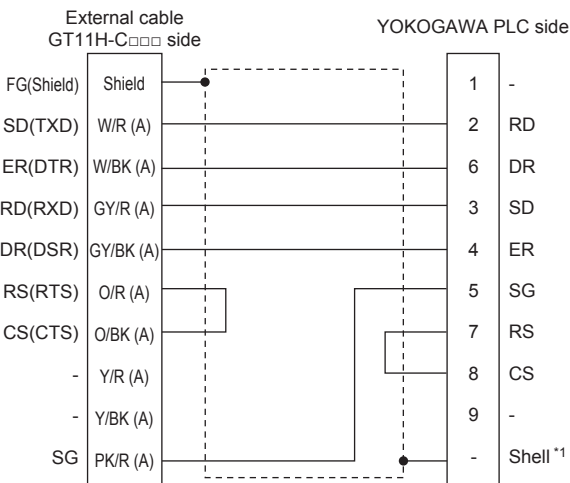 External cable
GT11H-C□□□ side
YOKOGAWA PLC side
FG(Shield) Shield 1 -
SD(TXD) W/R (A) 2 RD
ER(DTR) W/BK (A) 6 DR
RD(RXD) GY/R (A) 3 SD
DR(DSR) GY/BK (A) 4 ER
RS(RTS) O/R (A) 5 SG
CS(CTS) O/BK (A) 7 RS
- Y/R (A) 8 CS
- Y/BK (A) 9 -
SG PK/R (A) - Shell *1